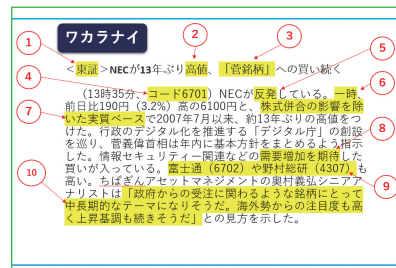 ワカラナイ
1
2
3
＜東証＞NECが13年ぶり高値、「菅銘柄」への買い続く
4
5
（13時35分、コード6701）NECが反発している。一時、
6
前日比190円（3.2%）高の6100円と、株式併合の影響を除
7
いた実質ベースで2007年7月以来、約13年ぶりの高値をつ
けた。行政のデジタル化を推進する「デジタル庁」の創設
8
を巡り、菅義偉首相は年内に基本方針をまとめるよう指示
した。情報セキュリティー関連などの需要増加を期待した
買いが入っている。富士通（6702）や野村総研（4307）も
9
10
高い。ちばぎんアセットマネジメントの奥村義弘シニアア
ナリストは「政府からの受注に関わるような銘柄にとって
中長期的なテーマになりそうだ。海外勢からの注目度も高
く上昇基調も続きそうだ」との見方を示した。